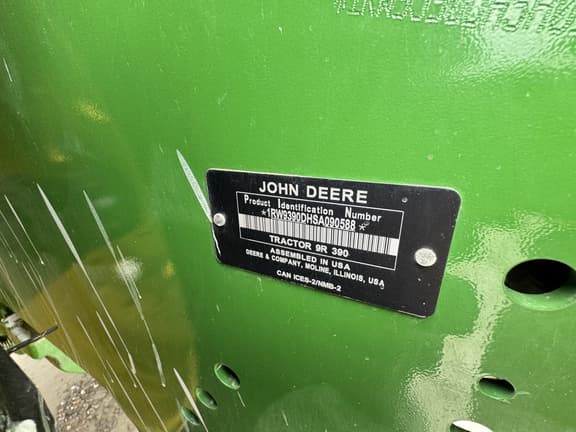 JOHN DEERE
Product Identification Number
*1RW9390DHSA090588*
TRACTOR 9R 390
ASSEMBLED IN USA
DEERE & COMPANY, MOLINE, ILLINOIS, USA
CAN ICES-2/NMB-2